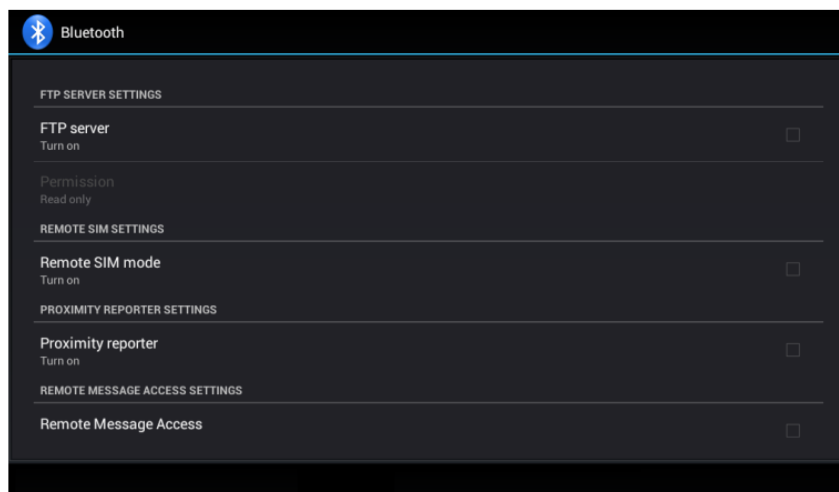 Bluetooth
FTP SERVER SETTINGS
FTP server
Turn on
Permission
Read only
REMOTE SIM SETTINGS
Remote SIM mode
Turn on
PROXIMITY REPORTER SETTINGS
Proximity reporter
Turn on
REMOTE MESSAGE ACCESS SETTINGS
Remote Message Access